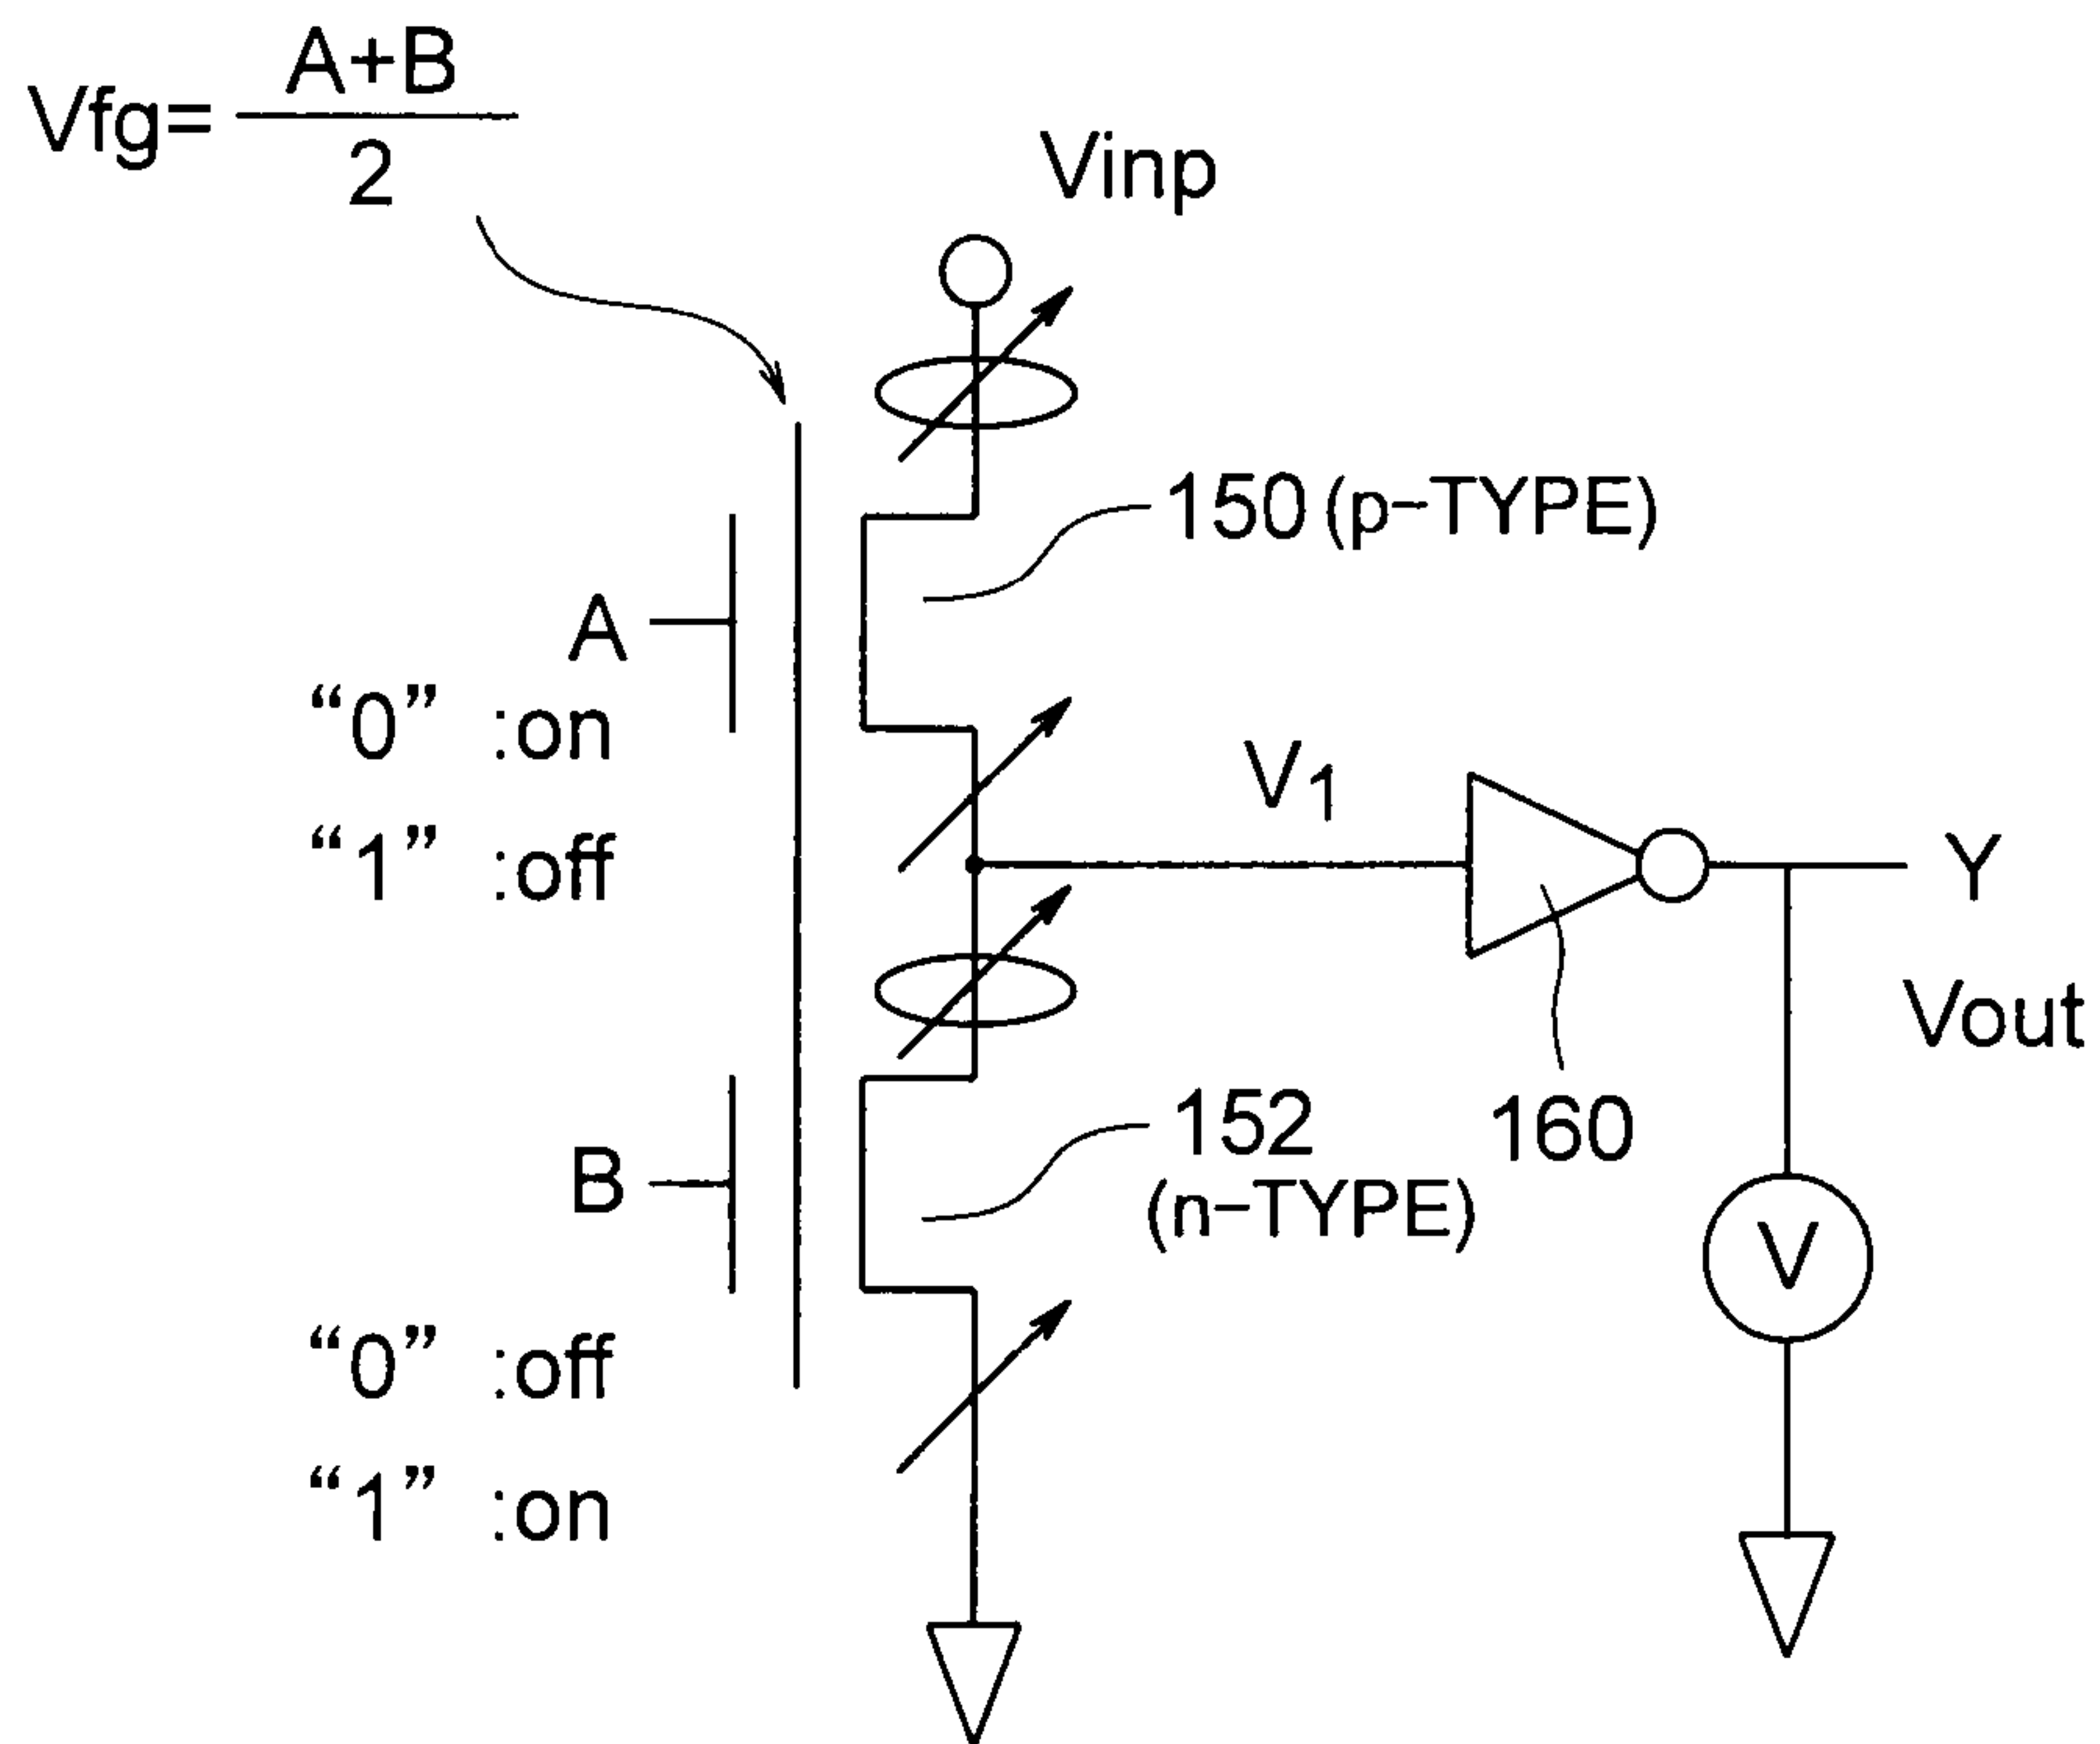 Vfg= A+B
2
Vinp
150 (p-TYPE)
A
“0” :on
“1” :off
V1
Y
Vout
160
152
(n-TYPE)
B
V
“0” :off
“1” :on